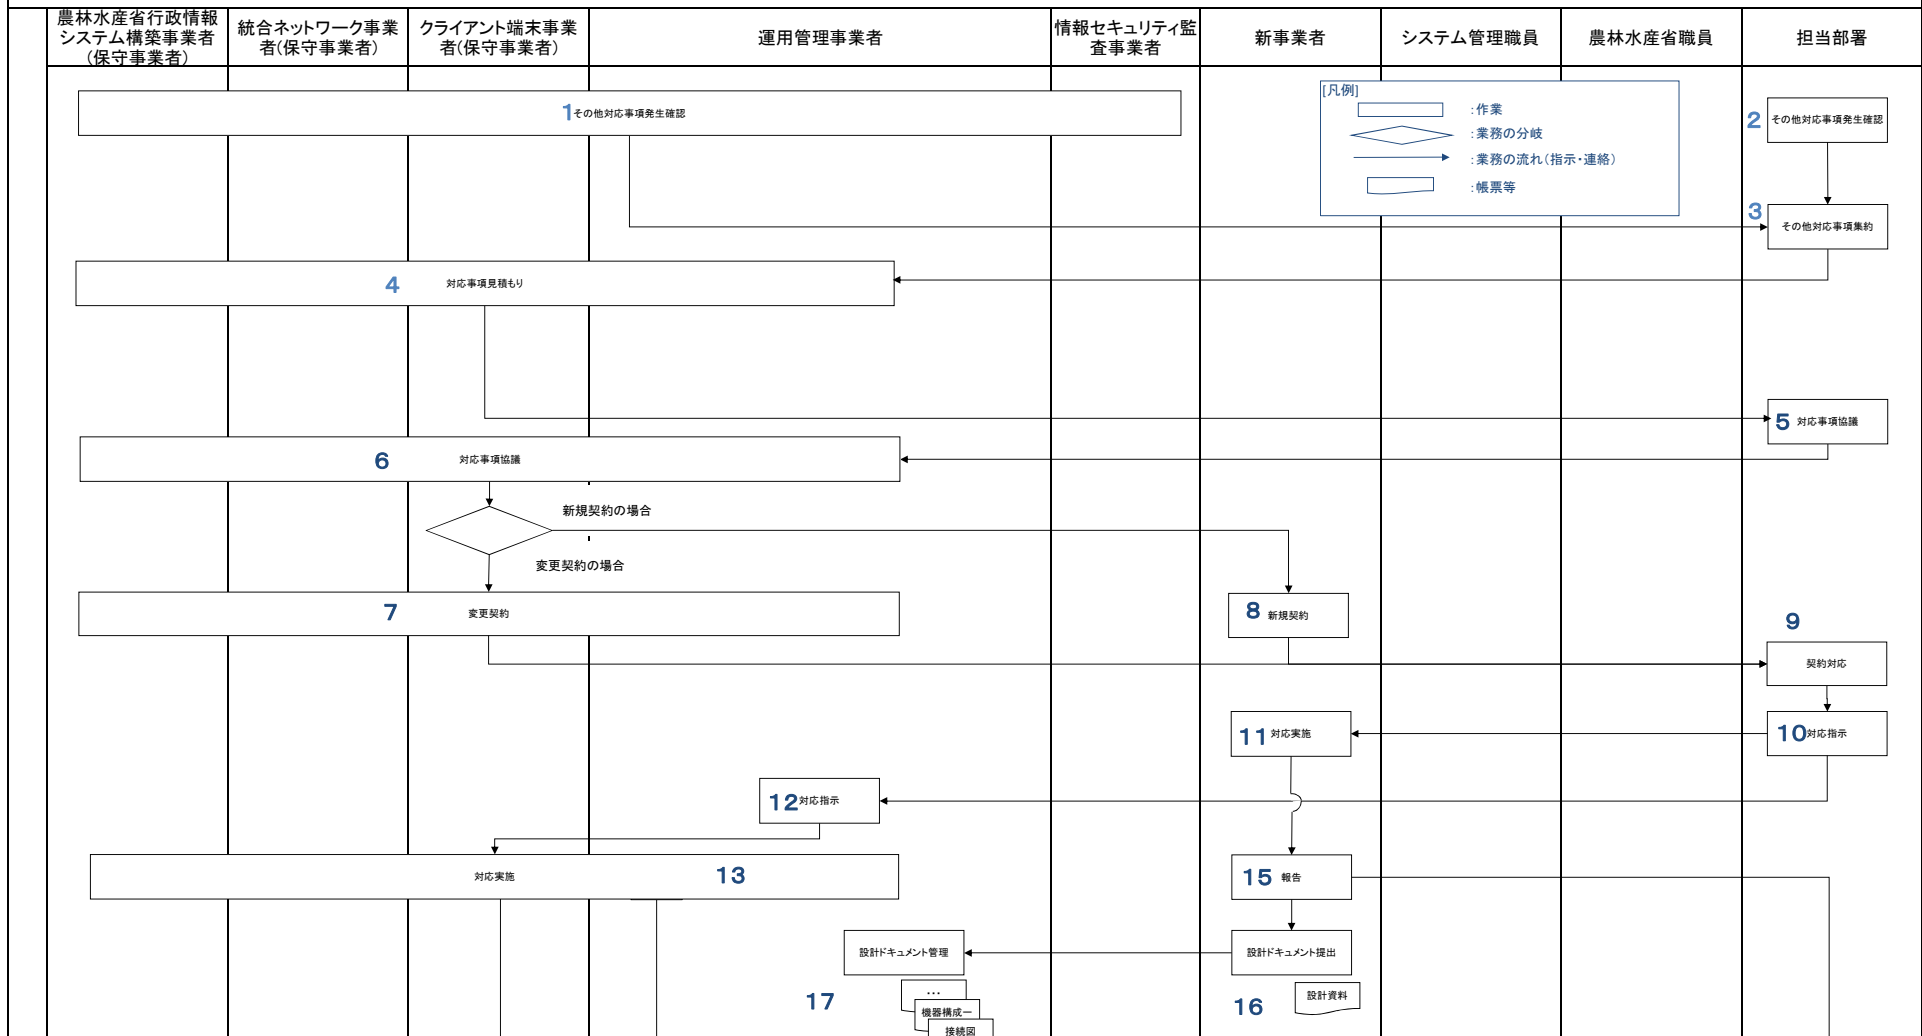 農林水産省行政情報
システム構築事業者
(保守事業者)
統合ネットワーク事業
者(保守事業者)
クライアント端末事業
者(保守事業者)
運用管理事業者
情報セキュリティ監
査事業者
新事業者
システム管理職員
農林水産省職員
担当部署
[凡例]
:作業
:業務の分岐
:業務の流れ(指示・連絡)
:帳票等
1 その他対応事項発生確認
2 その他対応事項発生確認
3 その他対応事項集約
4 対応事項見積もり
5 対応事項協議
6 対応事項協議
新規契約の場合
変更契約の場合
7 変更契約
8 新規契約
9
契約対応
11 対応実施
10 対応指示
12 対応指示
対応実施 13
15 報告
設計ドキュメント管理
設計ドキュメント提出
17
…
機器構成一
接続図
16
設計資料